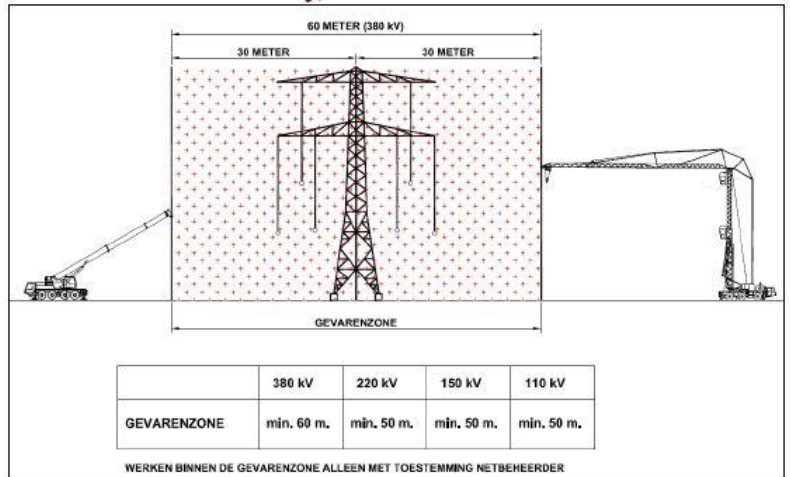 60 METER (380 kV)
30 METER 30 METER
GEVARENZONE
380 kV 220 kV 150 kV 110 kV
GEVARENZONE min. 60 m. min. 50 m. min. 50 m. min. 50 m.
WERKEN BINNEN DE GEVARENZONE ALLEEN MET TOESTEMMING NETBEHEERDER